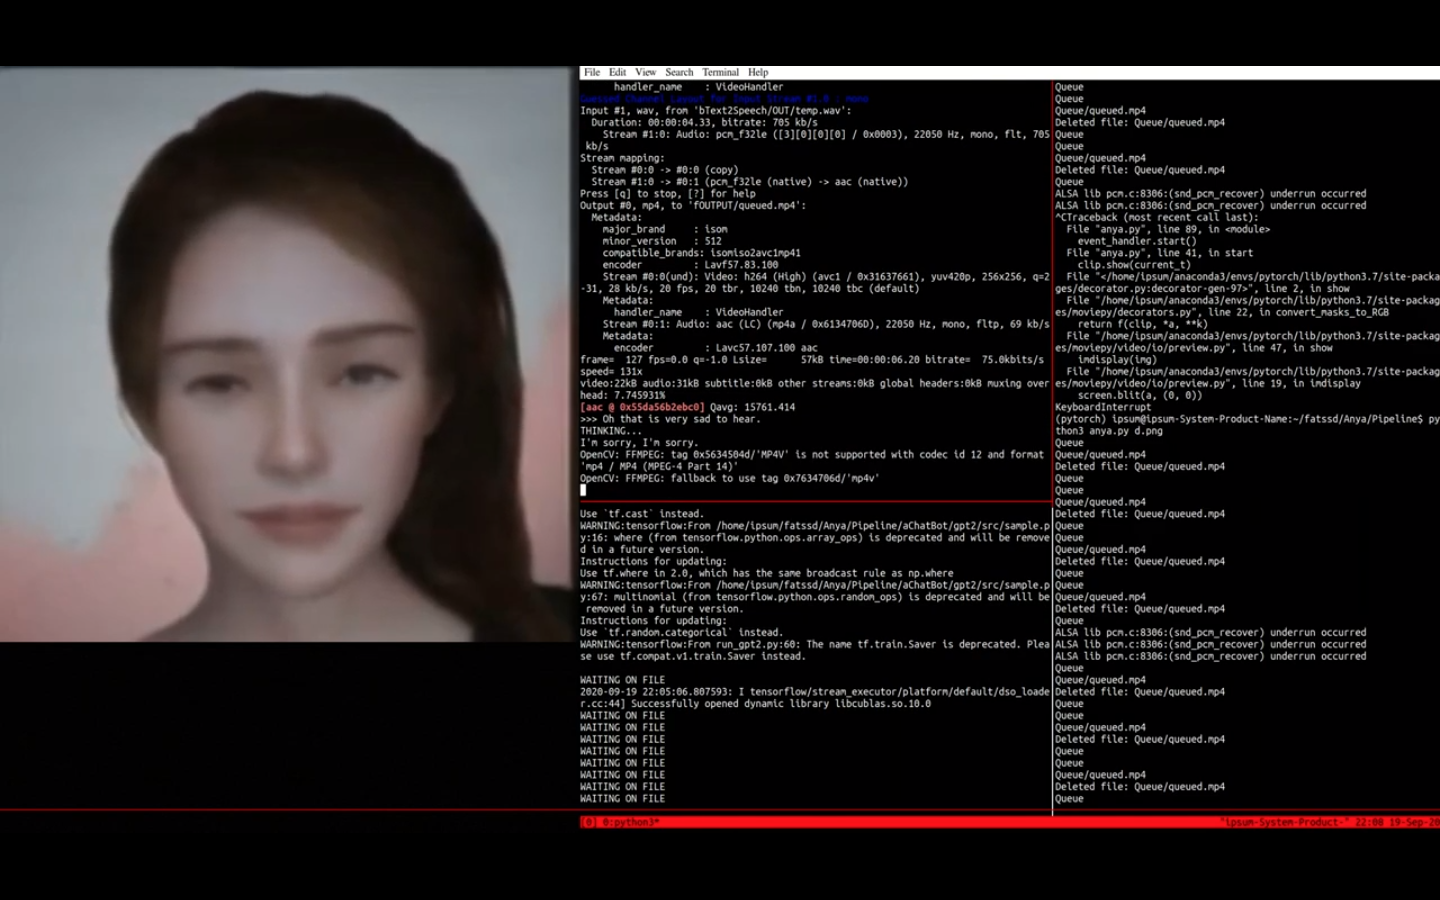 File Edit View Search Terminal Help
handler_name : VideoHandler
Guessed Channel Layout for Input Stream #1.0 : mono
Input #1, wav, from 'bText2Speech/OUT/temp.wav':
Duration: 00:00:04.33, bitrate: 705 kb/s
Stream #1:0: Audio: pcm_f32le ([3][0][0][0] / 0x0003), 22050 Hz, mono, flt, 705
kb/s
Stream mapping:
Stream #0:0 -> #0:0 (copy)
Stream #1:0 -> #0:1 (pcm_f32le (native) -> aac (native))
Press [q] to stop, [?] for help
Output #0, mp4, to 'fOUTPUT/queued.mp4':
Metadata:
major_brand : isom
minor_version : 512
compatible_brands: isomiso2avc1mp41
encoder : Lavf57.83.100
Stream #0:0(und): Video: h264 (High) (avc1 / 0x31637661), yuv420p, 256x256, q=2
-31, 28 kb/s, 20 fps, 20 tbr, 10240 tbn, 10240 tbc (default)
Metadata:
handler_name : VideoHandler
Stream #0:1: Audio: aac (LC) (mp4a / 0x6134706D), 22050 Hz, mono, fltp, 69 kb/s
Metadata:
encoder : Lavc57.107.100 aac
frame= 127 fps=0.0 q=-1.0 Lsize= 57kB time=00:00:06.20 bitrate= 75.0kbits/s
speed= 131x
video:22kB audio:31kB subtitle:0kB other streams:0kB global headers:0kB muxing over
head: 7.745931%
[aac @ 0x55da56b2ebc0] Qavg: 15761.414
>>> Oh that is very sad to hear.
THINKING...
I'm sorry, I'm sorry.
OpenCV: FFMPEG: tag 0x5634504d/'MP4V' is not supported with codec id 12 and format
'mp4 / MP4 (MPEG-4 Part 14)'
OpenCV: FFMPEG: fallback to use tag 0x7634706d/'mp4v'
Use `tf.cast` instead.
WARNING:tensorflow:From /home/ipsum/fatssd/Anya/Pipeline/aChatBot/gpt2/src/sample.p
y:16: where (from tensorflow.python.ops.array_ops) is deprecated and will be remove
d in a future version.
Instructions for updating:
Use tf.where in 2.0, which has the same broadcast rule as np.where
WARNING:tensorflow:From /home/ipsum/fatssd/Anya/Pipeline/aChatBot/gpt2/src/sample.p
y:67: multinomial (from tensorflow.python.ops.random_ops) is deprecated and will be
removed in a future version.
Instructions for updating:
Use `tf.random.categorical` instead.
WARNING:tensorflow:From run_gpt2.py:60: The name tf.train.Saver is deprecated. Plea
se use tf.compat.v1.train.Saver instead.
WAITING ON FILE
2020-09-19 22:05:06.807593: I tensorflow/stream_executor/platform/default/dso_loade
r.cc:44] Successfully opened dynamic library libcublas.so.10.0
WAITING ON FILE
WAITING ON FILE
WAITING ON FILE
WAITING ON FILE
WAITING ON FILE
WAITING ON FILE
WAITING ON FILE
WAITING ON FILE
Queue
Queue
Queue/queued.mp4
Deleted file: Queue/queued.mp4
Queue
Queue
Queue/queued.mp4
Deleted file: Queue/queued.mp4
Queue
ALSA lib pcm.c:8306:(snd_pcm_recover) underrun occurred
ALSA lib pcm.c:8306:(snd_pcm_recover) underrun occurred
^CTraceback (most recent call last):
File "anya.py", line 89, in <module>
event_handler.start()
File "anya.py", line 41, in start
clip.show(current_t)
File "</home/ipsum/anaconda3/envs/pytorch/lib/python3.7/site-packa
ges/decorator.py:decorator-gen-97>", line 2, in show
File "/home/ipsum/anaconda3/envs/pytorch/lib/python3.7/site-packag
es/moviepy/decorators.py", line 22, in convert_masks_to_RGB
return f(clip, *a, **k)
File "/home/ipsum/anaconda3/envs/pytorch/lib/python3.7/site-packag
es/moviepy/video/io/preview.py", line 47, in show
imdisplay(img)
File "/home/ipsum/anaconda3/envs/pytorch/lib/python3.7/site-packag
es/moviepy/video/io/preview.py", line 19, in imdisplay
screen.blit(a, (0, 0))
KeyboardInterrupt
(pytorch) ipsum@ipsum-System-Product-Name:~/fatssd/Anya/Pipeline$ py
thon3 anya.py d.png
Queue
Queue/queued.mp4
Deleted file: Queue/queued.mp4
Queue
Queue
Queue/queued.mp4
Deleted file: Queue/queued.mp4
Queue
Queue
Queue/queued.mp4
Deleted file: Queue/queued.mp4
Queue
Queue
Queue/queued.mp4
Deleted file: Queue/queued.mp4
Queue
ALSA lib pcm.c:8306:(snd_pcm_recover) underrun occurred
ALSA lib pcm.c:8306:(snd_pcm_recover) underrun occurred
ALSA lib pcm.c:8306:(snd_pcm_recover) underrun occurred
Queue
Queue/queued.mp4
Deleted file: Queue/queued.mp4
Queue
Queue
Queue/queued.mp4
Deleted file: Queue/queued.mp4
Queue
Queue
Queue/queued.mp4
Deleted file: Queue/queued.mp4
Queue
[0] 0:python3* "ipsum-System-Product-" 22:08 19-Sep-20